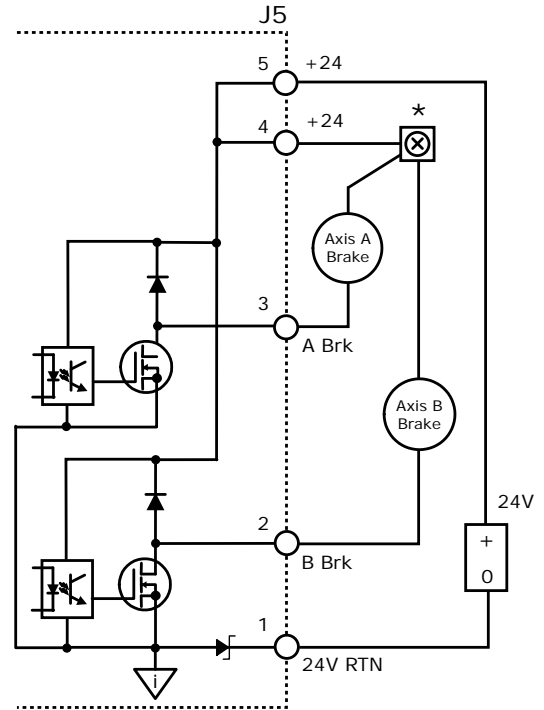 J5
5 +24
4 +24
*
Axis A
Brake
3
A Brk
Axis B
Brake
24V
2
B Brk
+
0
1
24V RTN
i